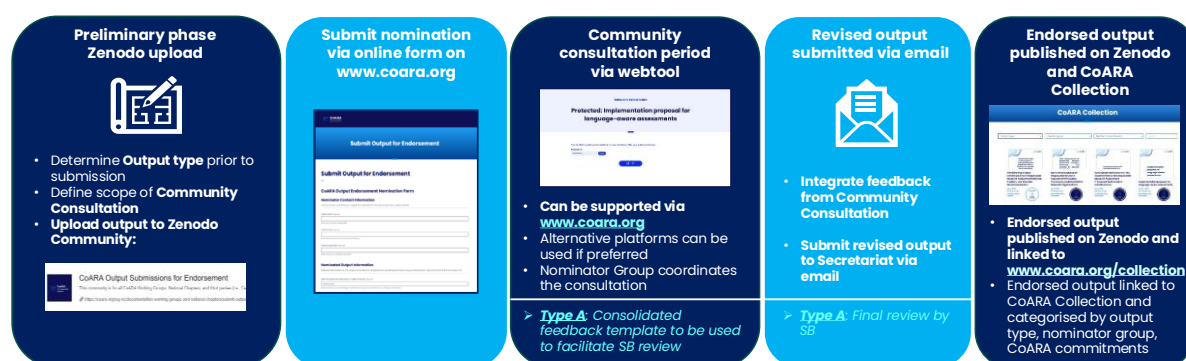 Preliminary phase
Zenodo upload
• Determine Output type prior to
submission
• Define scope of Community
Consultation
• Upload output to Zenodo
Community:
CoARA Output Submissions for Endorsement
Submit nomination
via online form on
www.coara.org
Submit Output for Endorsement
Submit Output for Endorsement
CoARA Output Endorsement Nomination Form
Nominator Contact Information
Nominated Output Information
Community
consultation period
via webtool
Protected: Implementation proposal for
language-aware assessments
• Can be supported via
www.coara.org
• Alternative platforms can be
used if preferred
• Nominator Group coordinates
the consultation
➢ Type A: Consolidated
feedback template to be used
to facilitate SB review
Revised output
submitted via email
• Integrate feedback
from Community
Consultation
• Submit revised output
to Secretariat via
email
➢ Type A: Final review by
SB
Endorsed output
published on Zenodo
and CoARA
Collection
CoARA Collection
• Endorsed output
published on Zenodo and
linked to
www.coara.org/collection
• Endorsed output linked to
CoARA Collection and
categorised by output
type, nominator group,
CoARA commitments